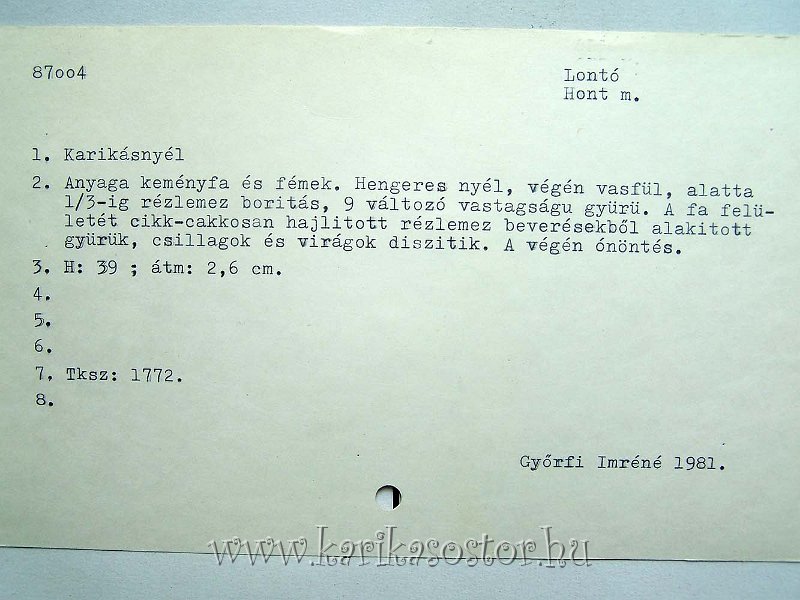 87oo4
Lontó
Hont m.
1. Karikásnyél
2. Anyaga keményfa és fémek. Hengeres nyél, végén vasfül, alatta
1/3-ig rézlemez boritás, 9 változó vastagságu gyürü. A fa felü-
letét cikk-cakkosan hajlitott rézlemez beverésekből alakitott
gyürük, csillagok és virágok diszitik. A végén ónöntés.
3. H: 39 ; átm: 2,6 cm.
4.
5.
6.
7. Tksz: 1772.
8.
Győrfi Imréné 1981.
www.karikasostor.hu